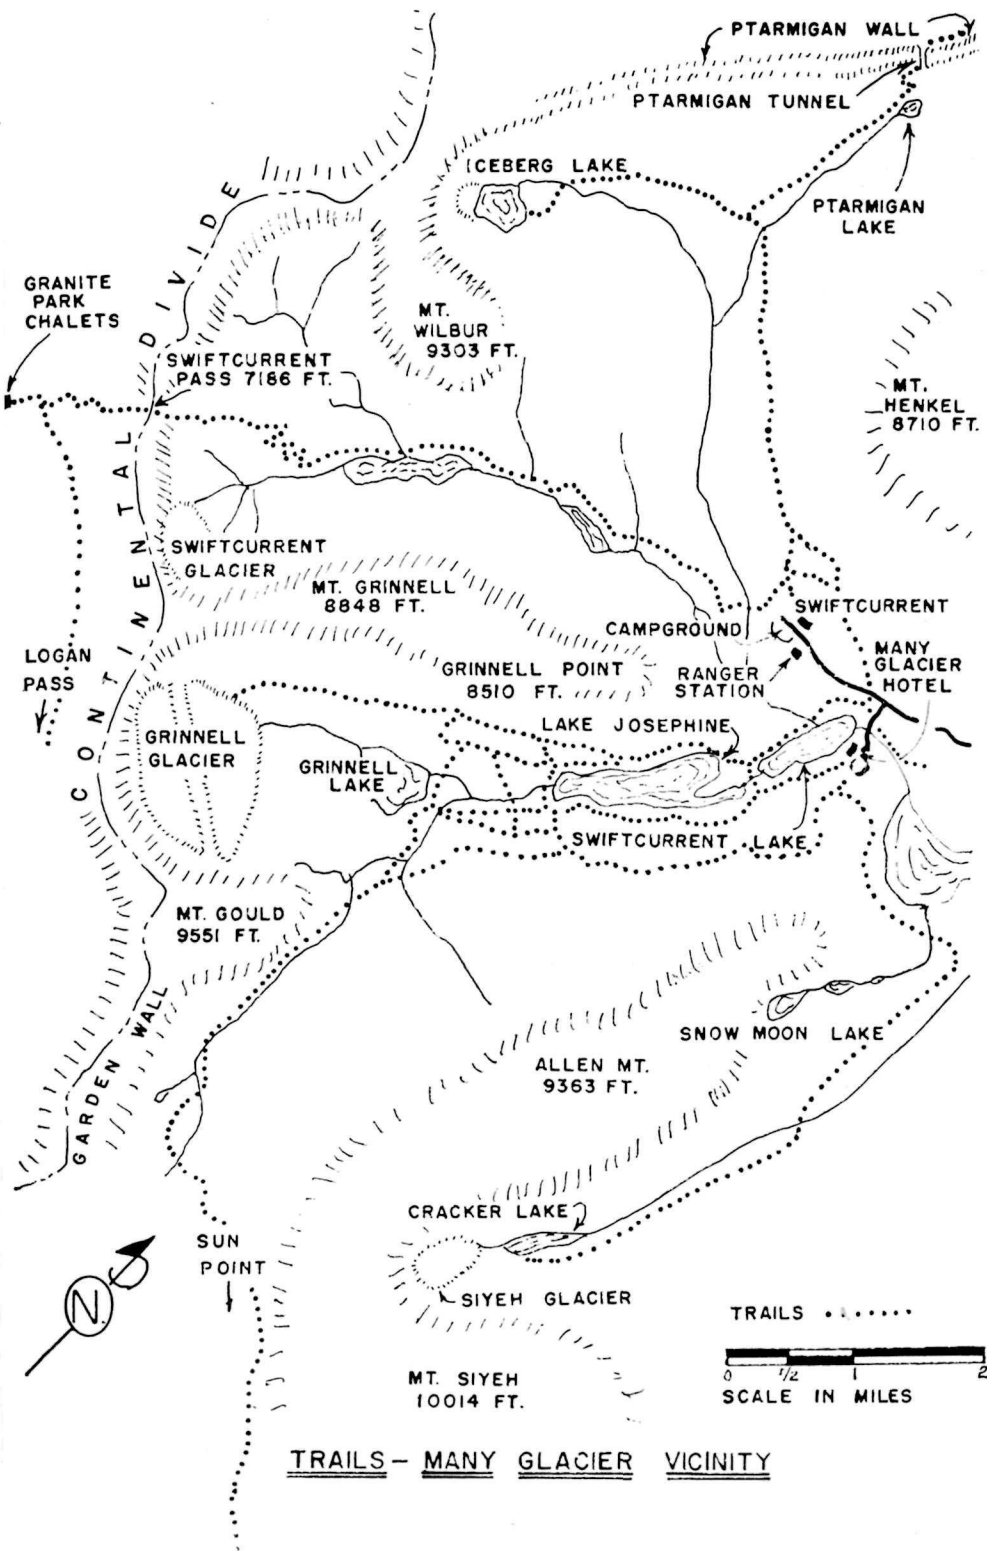 PTARMIGAN WALL
PTARMIGAN TUNNEL
ICEBERG LAKE
PTARMIGAN
LAKE
CONTINENTAL DIVIDE
GRANITE
PARK
CHALETS
MT.
WILBUR
9303 FT.
SWIFTCURRENT
PASS 7186 FT.
MT.
HENKEL
8710 FT.
SWIFTCURRENT
GLACIER
MT. GRINNELL
8848 FT.
SWIFTCURRENT
CAMPGROUND
MANY
GLACIER
HOTEL
LOGAN
PASS
GRINNELL POINT
8510 FT.
RANGER
STATION
LAKE JOSEPHINE
GRINNELL
GLACIER
GRINNELL
LAKE
SWIFTCURRENT LAKE
MT. GOULD
9551 FT.
GARDEN WALL
SNOW MOON LAKE
ALLEN MT.
9363 FT.
CRACKER LAKE
SUN
POINT
SIYEH GLACIER
N.
TRAILS
0 1/2 1 2
SCALE IN MILES
MT. SIYEH
10014 FT.
TRAILS - MANY GLACIER VICINITY